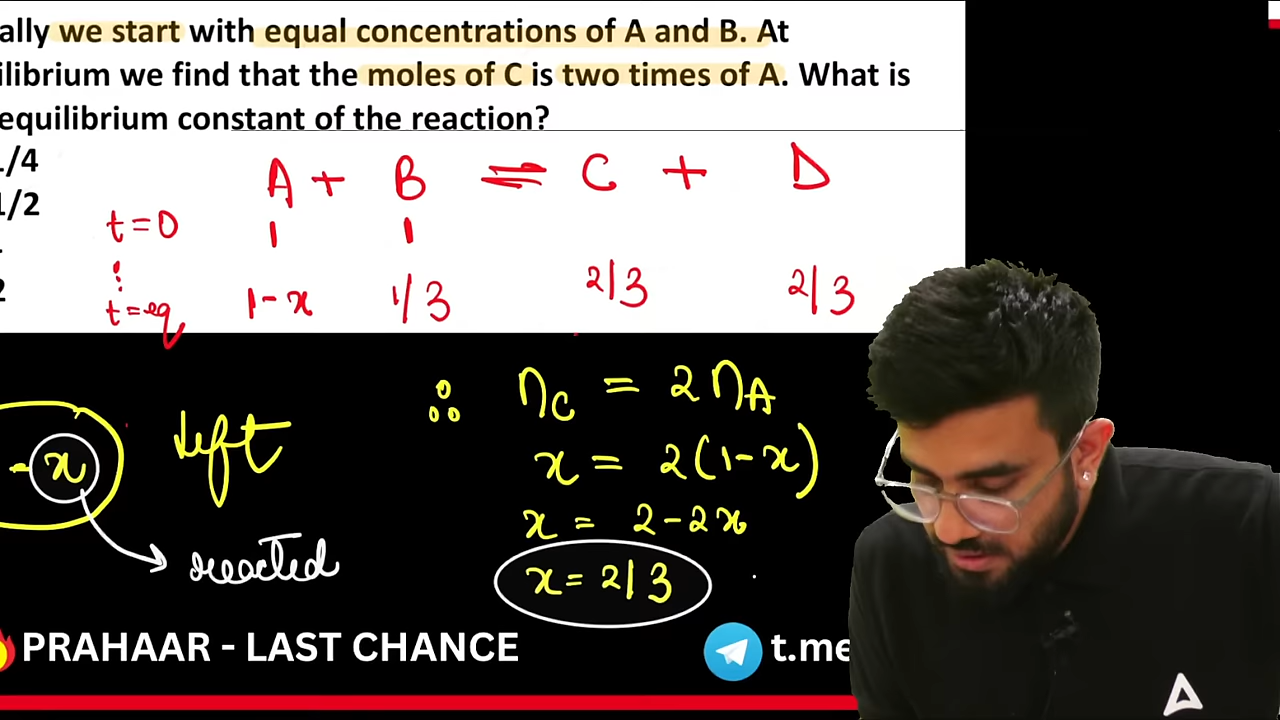 ally we start with equal concentrations of A and B. At
ilibrium we find that the moles of C is two times of A. What is
equilibrium constant of the reaction?
1/4
1/2
2
A + B ⇌ C + D
t=0 1 1
t=eq 1-x 1/3 2/3 2/3
-x left
reacted
∴ nC = 2nA
x = 2(1-x)
x = 2-2x
x = 2/3
PRAHAAR - LAST CHANCE
t.me